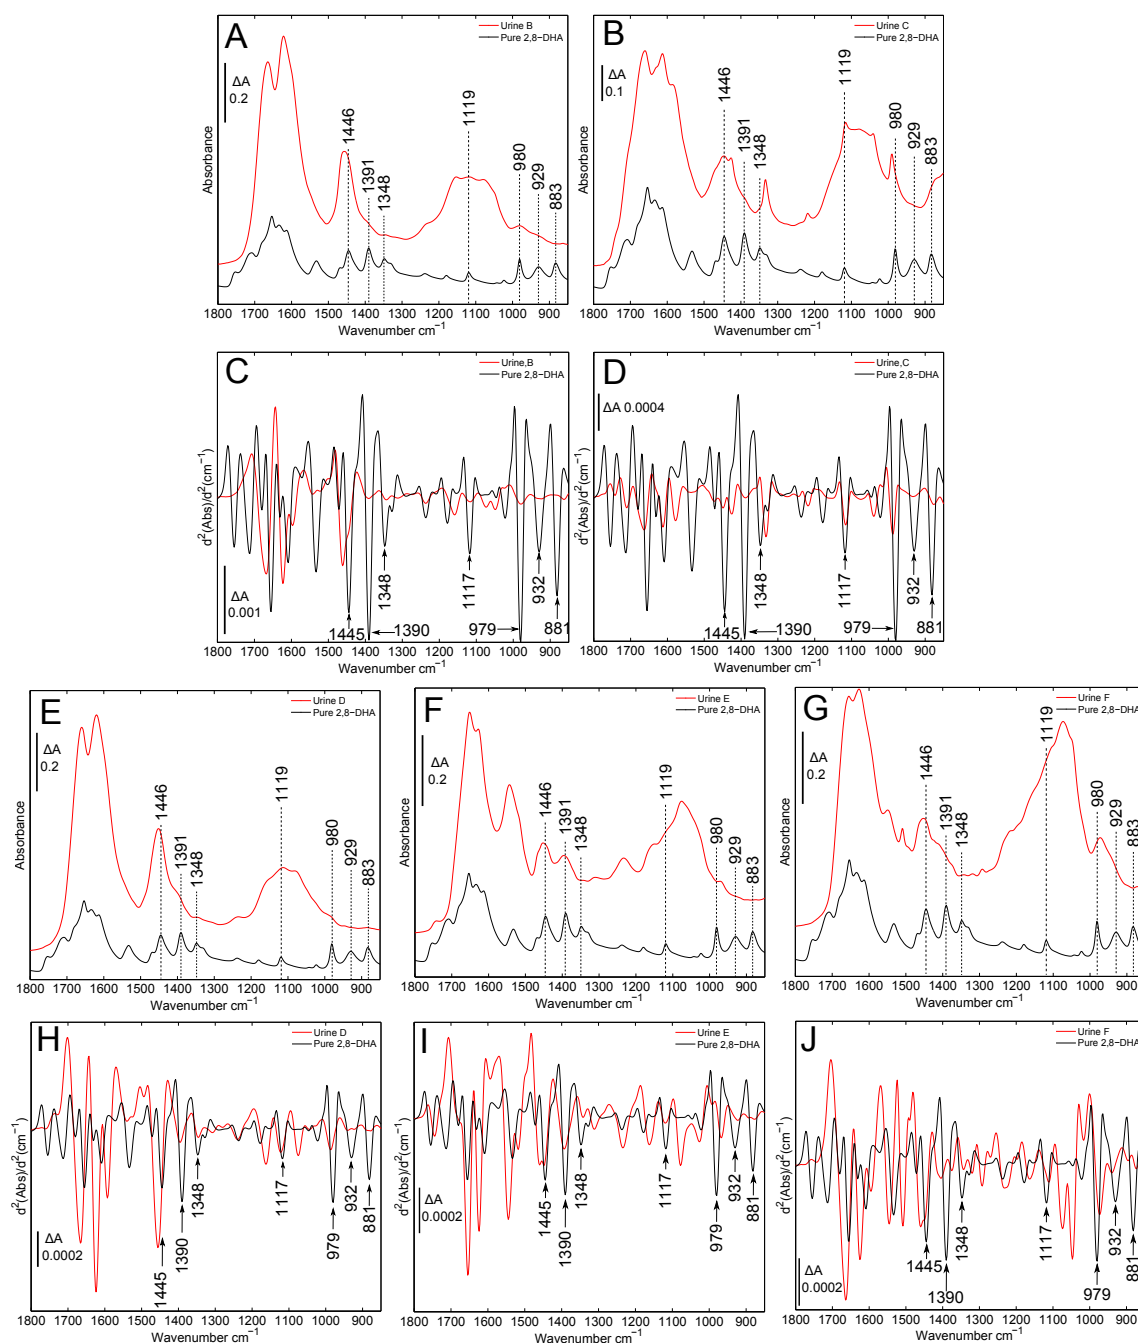 A
Urine B
Pure 2,8−DHA
ΔA
0.2
1446
1391
1348
1119
980
929
883
Absorbance
1800 1700 1600 1500 1400 1300 1200 1100 1000 900
Wavenumber cm−1
B
Urine C
Pure 2,8−DHA
ΔA
0.1
1446
1391
1348
1119
980
929
883
Absorbance
1800 1700 1600 1500 1400 1300 1200 1100 1000 900
Wavenumber cm−1
C
Urine,B
Pure 2,8−DHA
ΔA
0.001
1445
1390
1348
1117
979
932
881
d2(Abs)/d2(cm−1)
1800 1700 1600 1500 1400 1300 1200 1100 1000 900
Wavenumber cm−1
D
Urine,C
Pure 2,8−DHA
ΔA 0.0004
1445
1390
1348
1117
979
932
881
d2(Abs)/d2(cm−1)
1800 1700 1600 1500 1400 1300 1200 1100 1000 900
Wavenumber cm−1
E
Urine D
Pure 2,8−DHA
ΔA
0.2
1446
1391
1348
1119
980
929
883
Absorbance
1800 1700 1600 1500 1400 1300 1200 1100 1000 900
Wavenumber cm−1
F
Urine E
Pure 2,8−DHA
ΔA
0.2
1446
1391
1348
1119
980
929
883
Absorbance
1800 1700 1600 1500 1400 1300 1200 1100 1000 900
Wavenumber cm−1
G
Urine F
Pure 2,8−DHA
ΔA
0.2
1446
1391
1348
1119
980
929
883
Absorbance
1800 1700 1600 1500 1400 1300 1200 1100 1000 900
Wavenumber cm−1
H
Urine D
Pure 2,8−DHA
ΔA
0.0002
1445
1390
1348
1117
979
932
881
d2(Abs)/d2(cm−1)
1800 1700 1600 1500 1400 1300 1200 1100 1000 900
Wavenumber cm−1
I
Urine E
Pure 2,8−DHA
ΔA
0.0002
1445
1390
1348
1117
979
932
881
d2(Abs)/d2(cm−1)
1800 1700 1600 1500 1400 1300 1200 1100 1000 900
Wavenumber cm−1
J
Urine F
Pure 2,8−DHA
ΔA
0.0002
1445
1390
1348
1117
979
932
881
d2(Abs)/d2(cm−1)
1800 1700 1600 1500 1400 1300 1200 1100 1000 900
Wavenumber cm−1